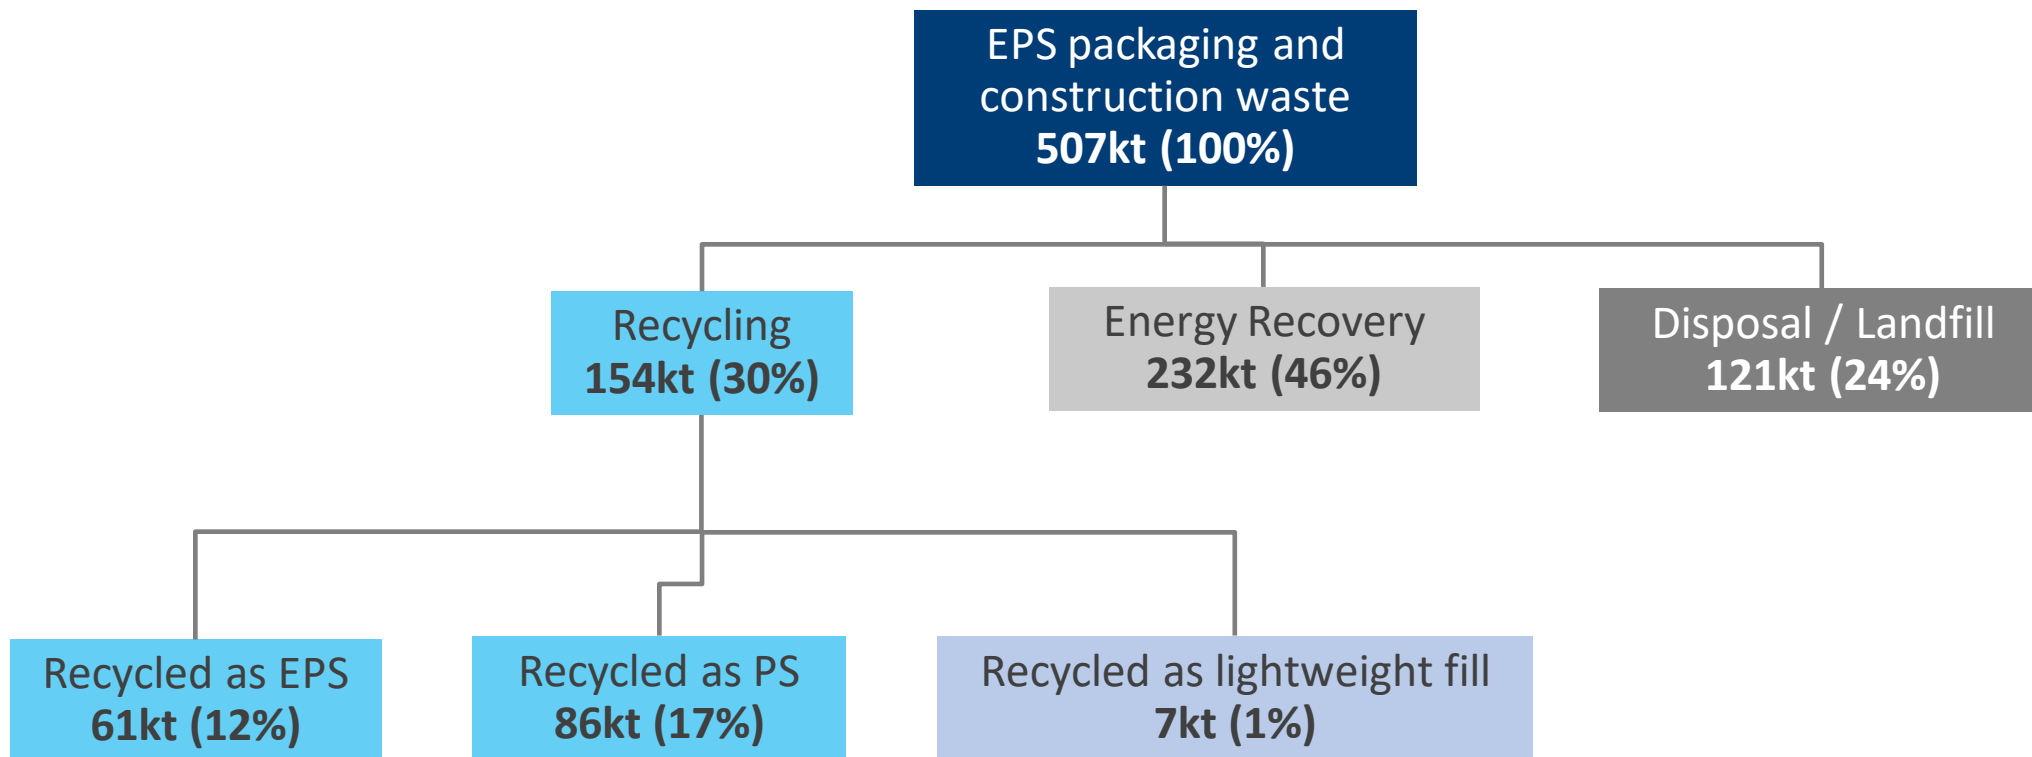 EPS packaging and
construction waste
507kt (100%)
Recycling
154kt (30%)
Energy Recovery
232kt (46%)
Disposal / Landfill
121kt (24%)
Recycled as EPS
61kt (12%)
Recycled as PS
86kt (17%)
Recycled as lightweight fill
7kt (1%)